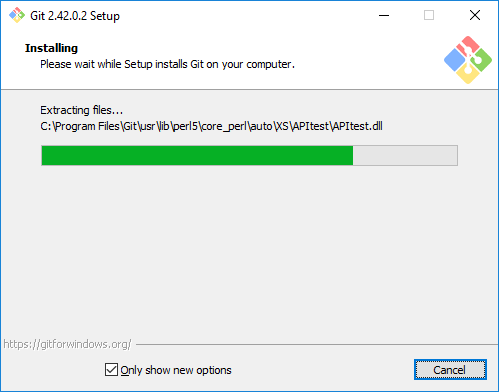 Git 2.42.0.2 Setup
Installing
Please wait while Setup installs Git on your computer.
Extracting files...
C:\Program Files\Git\usr\lib\perl5\core_perl\auto\XS\APItest\APItest.dll
https://gitforwindows.org/
Only show new options
Cancel